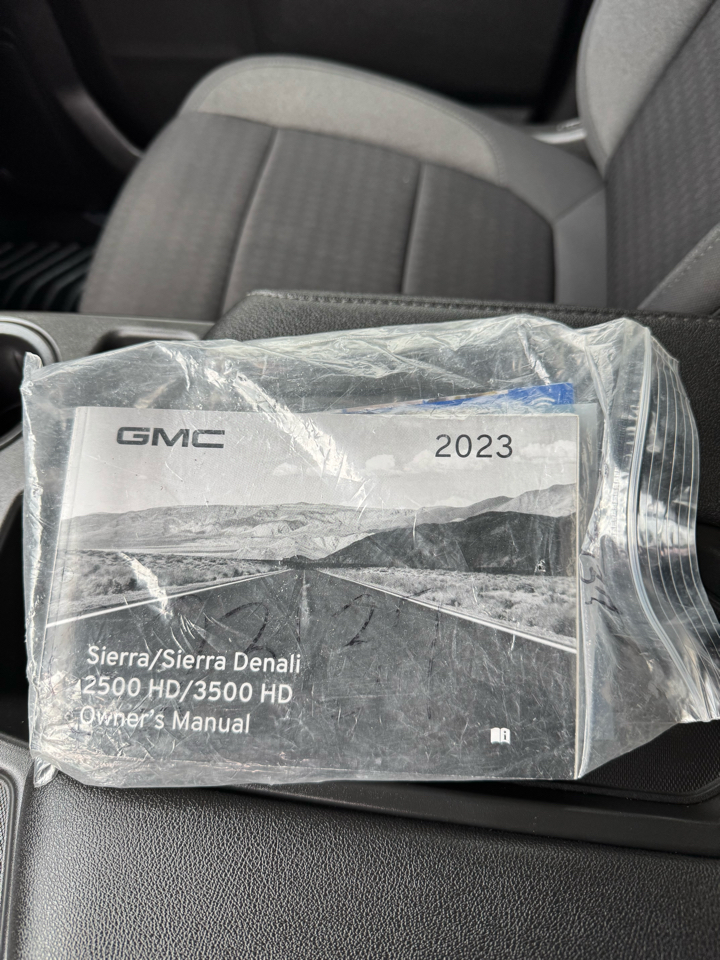 GMC 2023
Sierra/Sierra Denali
2500 HD/3500 HD
Owner's Manual